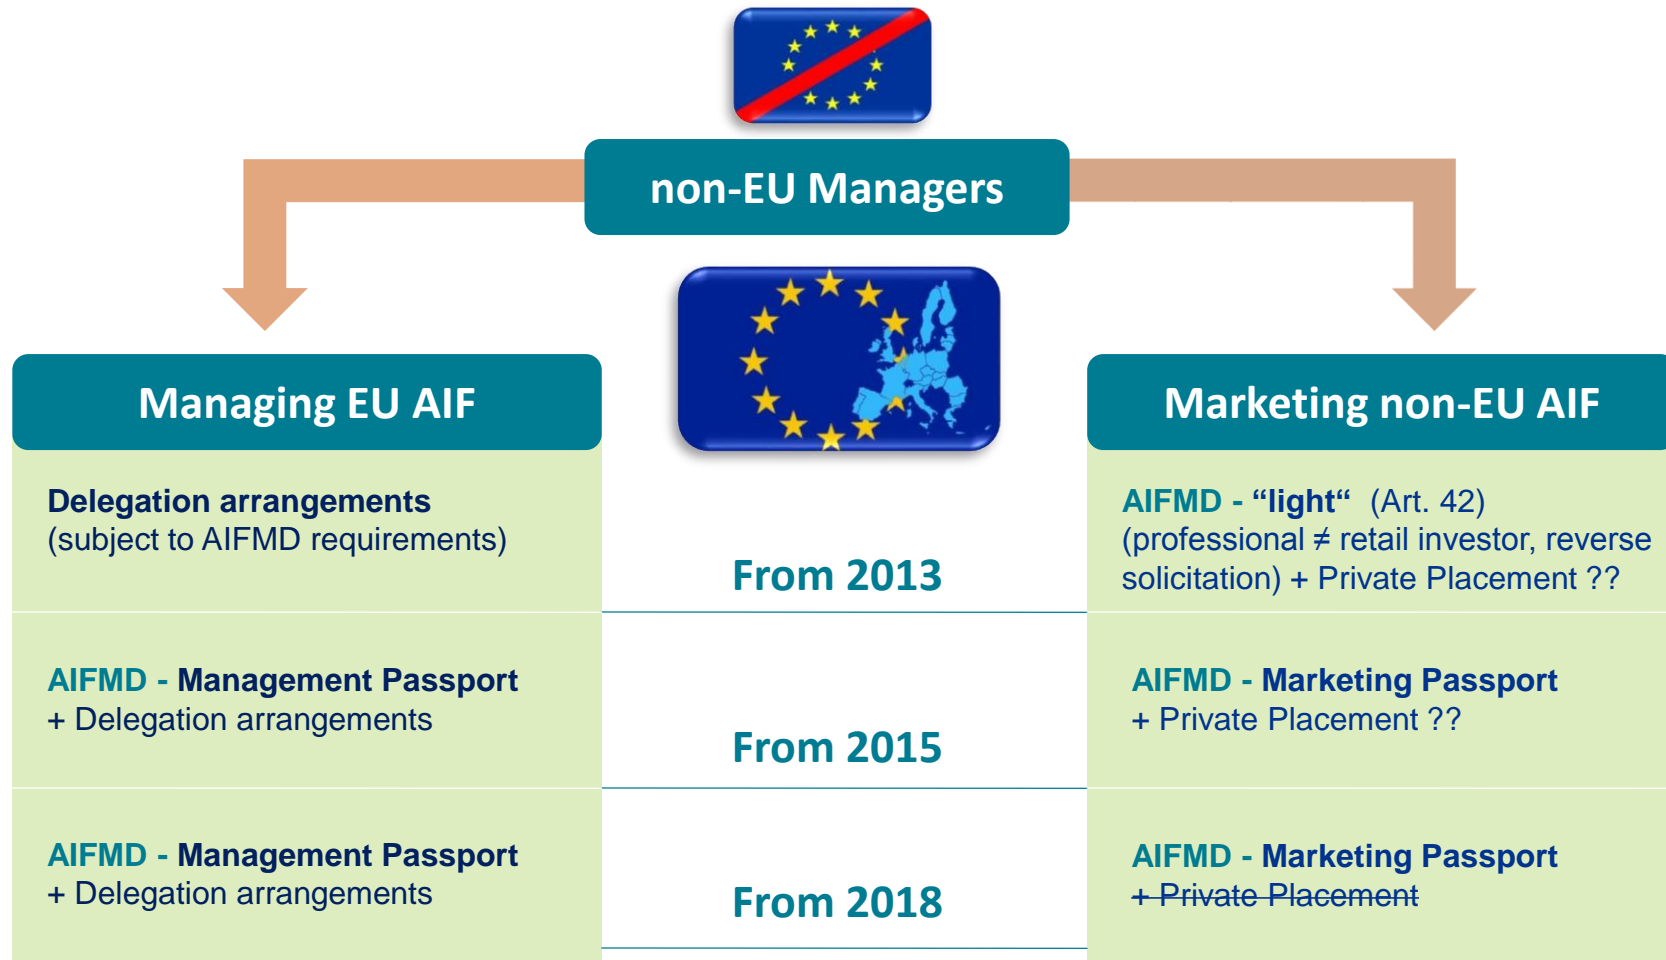 non-EU Managers
Managing EU AIF
Marketing non-EU AIF
Delegation arrangements
(subject to AIFMD requirements)
From 2013
AIFMD - “light“ (Art. 42)
(professional ≠ retail investor, reverse
solicitation) + Private Placement ??
AIFMD - Management Passport
+ Delegation arrangements
From 2015
AIFMD - Marketing Passport
+ Private Placement ??
AIFMD - Management Passport
+ Delegation arrangements
From 2018
AIFMD - Marketing Passport
+ Private Placement